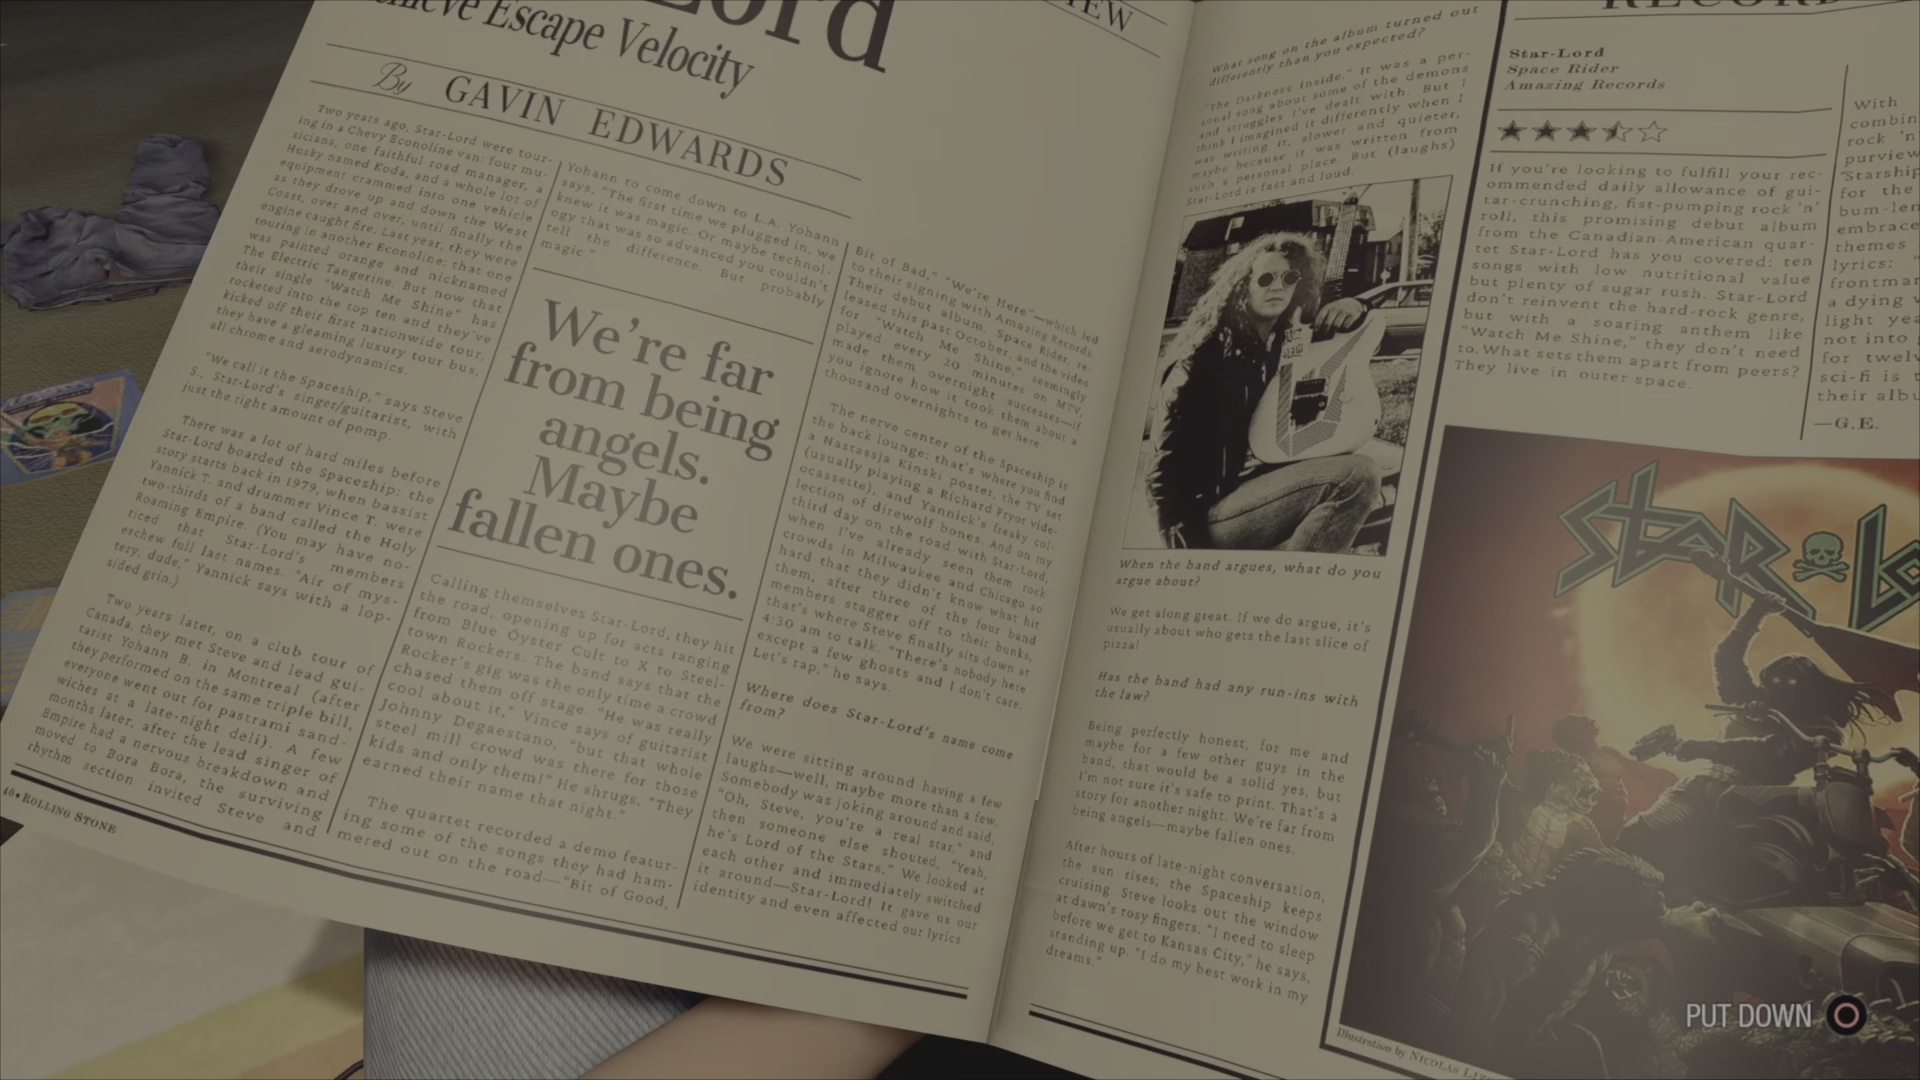 Lord
Escape Velocity
By GAVIN EDWARDS
Two years ago, Star-Lord were tour-
ing in a Chevy Econoline van: four mu-
sicians, one faithful road manager, a
Husky named Koda, and a whole lot of
equipment crammed into one vehicle
as they drove up and down the West
Coast, over and over, until finally the
engine caught fire. Last year, they were
touring in another Econoline: that one
was painted orange and nicknamed
The Electric Tangerine. But now that
their single "Watch Me Shine" has
rocketed into the top ten and they've
kicked off their first nationwide tour,
they have a gleaming luxury tour bus,
all chrome and aerodynamics.
"We call it the Spaceship," says Steve
S., Star-Lord's singer/guitarist, with
just the right amount of pomp.
There was a lot of hard miles before
Star-Lord boarded the Spaceship: the
story starts back in 1979, when bassist
Yannick T. and drummer Vince T. were
two-thirds of a band called the Holy
Roaming Empire. (You may have no-
ticed that Star-Lord's members
eschew full last names. "Air of mys-
tery, dude," Yannick says with a lop-
sided grin.)
Two years later, on a club tour of
Canada, they met Steve and lead gui-
tarist Yohann B. in Montreal (after
they performed on the same triple bill,
everyone went out for pastrami sand-
wiches at a late-night deli). A few
months later, after the lead singer of
Empire had a nervous breakdown and
moved to Bora Bora, the surviving
rhythm section invited Steve and
40•ROLLING STONE
Yohann to come down to L.A. Yohann
says, "The first time we plugged in, we
knew it was magic. Or maybe technol-
ogy that was so advanced you couldn't
tell the difference. But probably
magic."
We're far
from being
angels.
Maybe
fallen ones.
Calling themselves Star-Lord, they hit
the road, opening up for acts ranging
from Blue Öyster Cult to X to Steel-
town Rockers. The band says that the
Rocker's gig was the only time a crowd
chased them off stage. "He was really
cool about it," Vince says of guitarist
Johnny Degaestano, "but that whole
steel mill crowd was there for those
kids and only them!" He shrugs. "They
earned their name that night."
The quartet recorded a demo featur-
ing some of the songs they had ham-
mered out on the road—"Bit of Good,
Bit of Bad," "We're Here"—which led
to their signing with Amazing Records.
Their debut album, Space Rider, re-
leased this past October, and the video
for "Watch Me Shine," seemingly
played every 20 minutes on MTV,
made them overnight successes—if
you ignore how it took them about a
thousand overnights to get here.
The nerve center of the Spaceship is
the back lounge: that's where you find
a Nastassja Kinski poster, the TV set
(usually playing a Richard Pryor vide-
ocassette), and Yannick's freaky col-
lection of direwolf bones. And on my
third day on the road with Star-Lord,
when I've already seen them rock
crowds in Milwaukee and Chicago so
hard that they didn't know what hit
them, after three of the four band
members stagger off to their bunks,
that's where Steve finally sits down at
4:30 am to talk. "There's nobody here
except a few ghosts and I don't care.
Let's rap," he says.
Where does Star-Lord's name come
from?
We were sitting around having a few
laughs—well, maybe more than a few.
Somebody was joking around and said,
"Oh, Steve, you're a real star," and
then someone else shouted, "Yeah,
he's Lord of the Stars." We looked at
each other and immediately switched
it around—Star-Lord! It gave us our
identity and even affected our lyrics.
What song on the album turned out
differently than you expected?
"The Darkness Inside." It was a per-
sonal song about some of the demons
and struggles I've dealt with. But I
think I imagined it differently when I
was writing it, slower and quieter,
maybe because it was written from
such a personal place. But (laughs)
Star-Lord is fast and loud.
When the band argues, what do you
argue about?
We get along great. If we do argue, it's
usually about who gets the last slice of
pizza!
Has the band had any run-ins with
the law?
Being perfectly honest, for me and
maybe for a few other guys in the
band, that would be a solid yes, but
I'm not sure it's safe to print. That's a
story for another night. We're far from
being angels—maybe fallen ones.
After hours of late-night conversation,
the sun rises; the Spaceship keeps
cruising. Steve looks out the window
at dawn's rosy fingers. "I need to sleep
before we get to Kansas City," he says,
standing up. "I do my best work in my
dreams."
Star-Lord
Space Rider
Amazing Records
If you're looking to fulfill your rec-
ommended daily allowance of gui-
tar-crunching, fist-pumping rock 'n'
roll, this promising debut album
from the Canadian-American quar-
tet Star-Lord has you covered: ten
songs with low nutritional value
but plenty of sugar rush. Star-Lord
don't reinvent the hard-rock genre,
but with a soaring anthem like
"Watch Me Shine," they don't need
to. What sets them apart from peers?
They live in outer space.
With
combin
rock 'n
purview
"Starship
for the
bum-len
embrace
themes
lyrics: "
frontmar
a dying
light yea
not into
for twelv
sci-fi is t
their albu
—G.E.
STAR-Lo
Illustration by NICOLAS
PUT DOWN